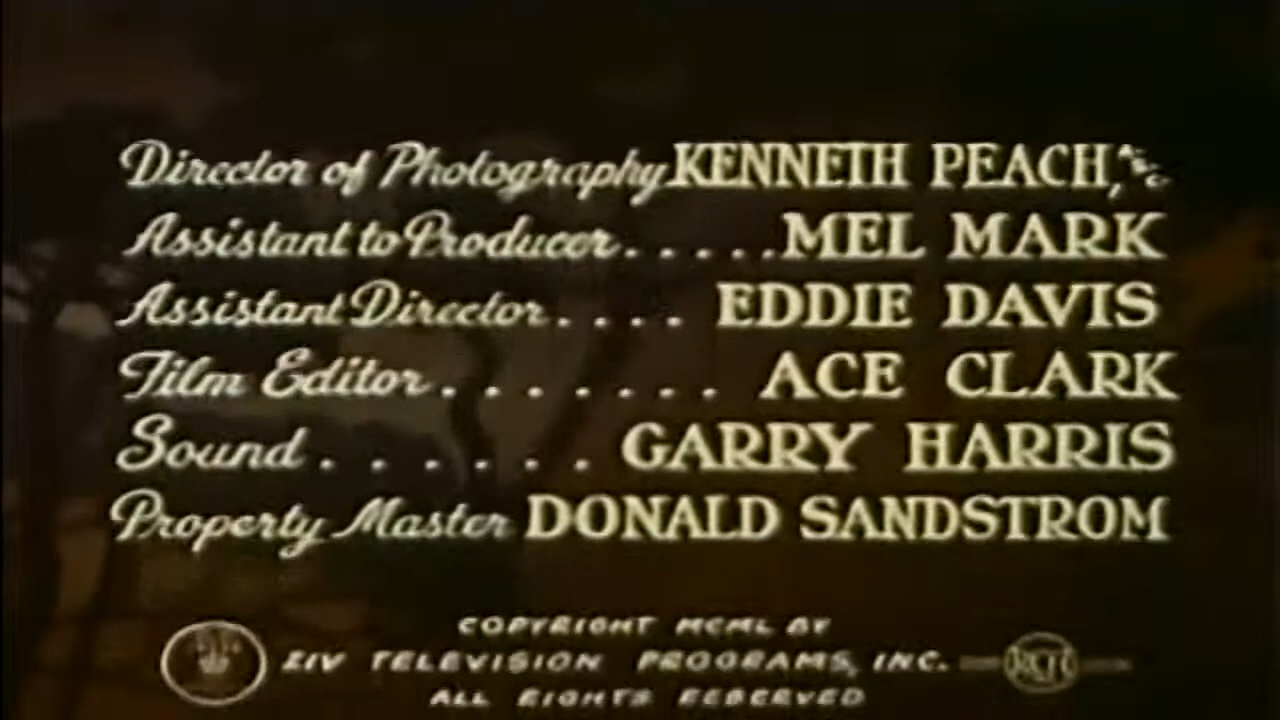 Director of Photography KENNETH PEACH,
Assistant to Producer.....MEL MARK
Assistant Director.... EDDIE DAVIS
Film Editor....... ACE CLARK
Sound...... GARRY HARRIS
Property Master DONALD SANDSTROM
COPYRIGHT MCML BY
ZIV TELEVISION PROGRAMS, INC. RCA
ALL RIGHTS RESERVED